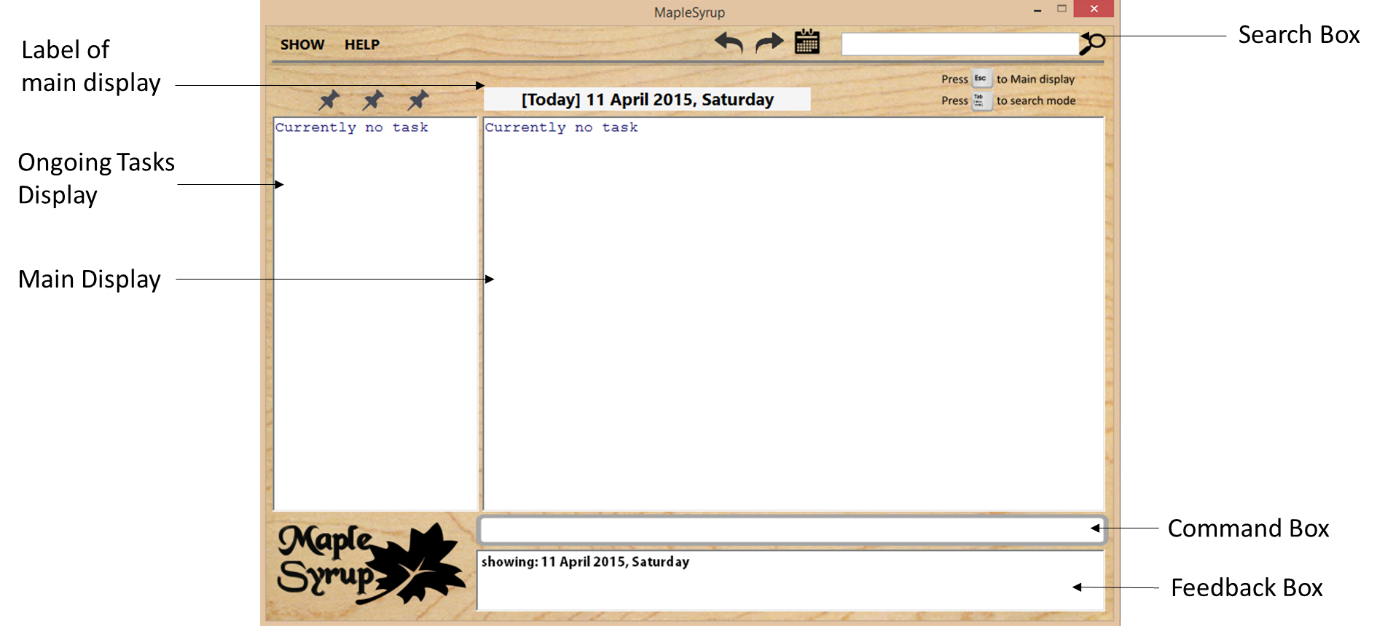 MapleSyrup
Search Box
SHOW HELP
Label of
main display
Press Esc to Main display
Press Tab to search mode
[Today] 11 April 2015, Saturday
Currently no task
Currently no task
Ongoing Tasks
Display
Main Display
Maple
Syrup
Command Box
showing: 11 April 2015, Saturday
Feedback Box